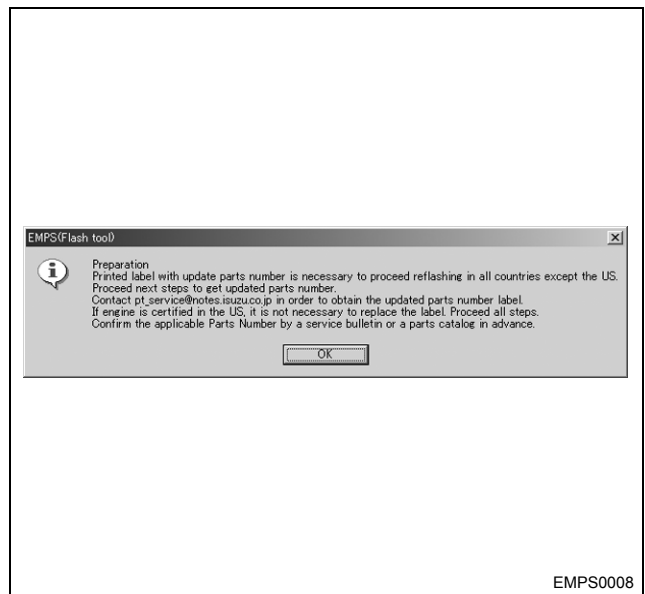 EMPS(Flash tool)
Preparation
Printed label with update parts number is necessary to proceed reflashing in all countries except the US.
Proceed next steps to get updated parts number.
Contact pt_service@notes.isuzu.co.jp in order to obtain the updated parts number label.
If engine is certified in the US, it is not necessary to replace the label. Proceed all steps.
Confirm the applicable Parts Number by a service bulletin or a parts catalog in advance.
OK
EMPS0008